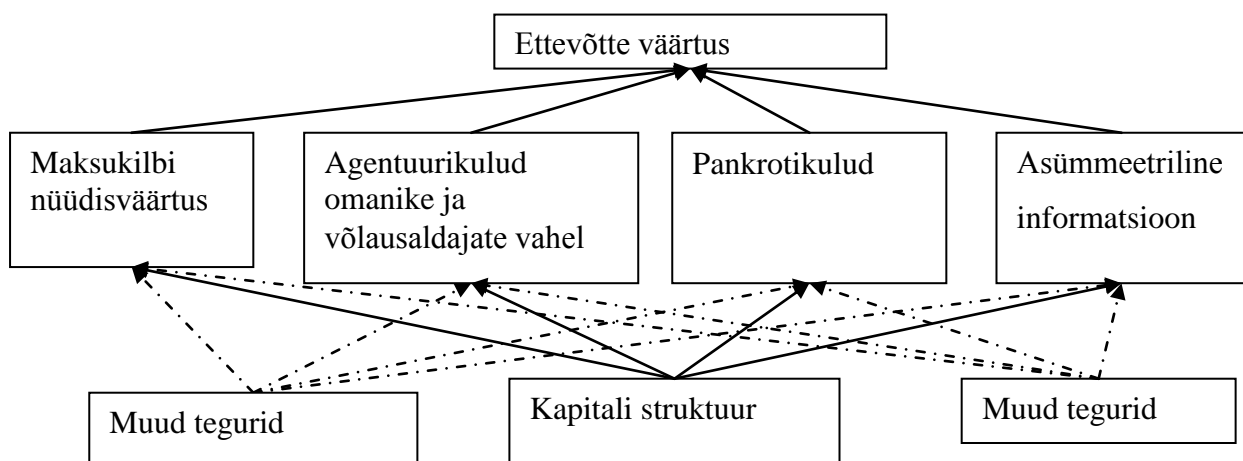 Ettevõtte väärtus
Maksukilbi
nüüdisväärtus
Agentuurikulud
omanike ja
võlausaldajate vahel
Pankrotikulud
Asümmeetriline
informatsioon
Muud tegurid
Kapitali struktuur
Muud tegurid